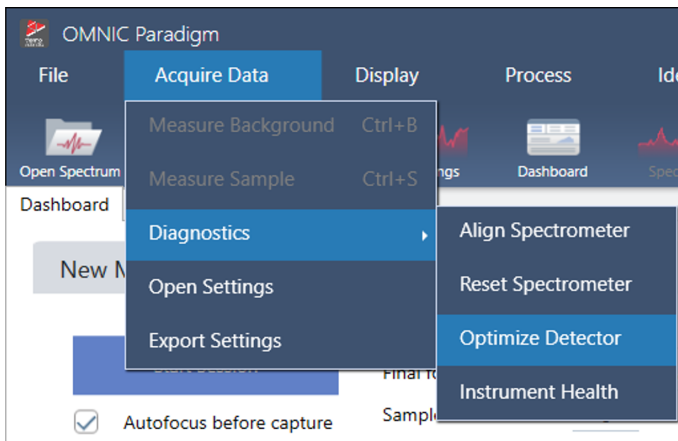 OMNIC Paradigm
File Acquire Data Display Process
Measure Background Ctrl+B
Measure Sample Ctrl+S
Open Spectrum Dashboard
Dashboard
Diagnostics
Align Spectrometer
New
Open Settings
Reset Spectrometer
Export Settings
Optimize Detector
Instrument Health
Autofocus before capture